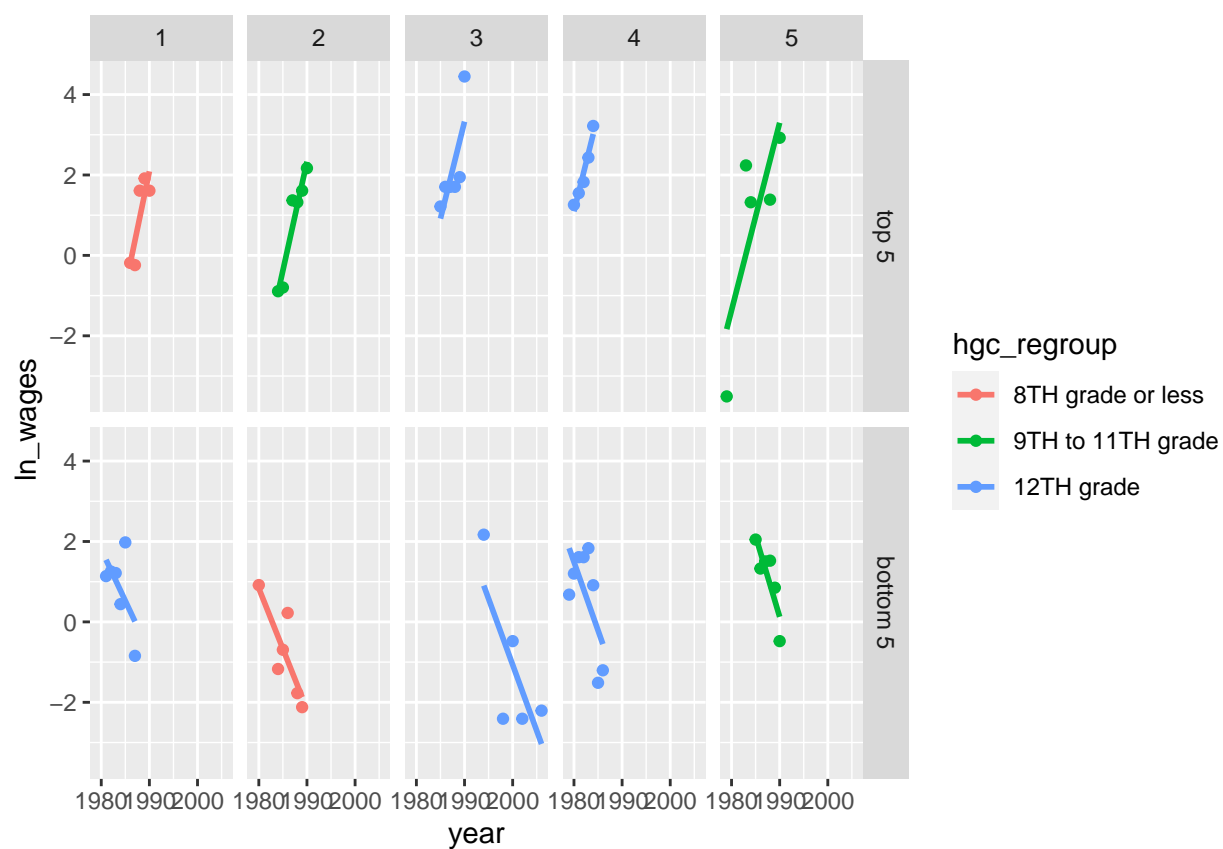 1 2 3 4 5
4
2
0
−2
top 5
4
2
0
−2
bottom 5
ln_wages
1980 1990 2000 1980 1990 2000 1980 1990 2000 1980 1990 2000 1980 1990 2000
year
hgc_regroup
8TH grade or less
9TH to 11TH grade
12TH grade